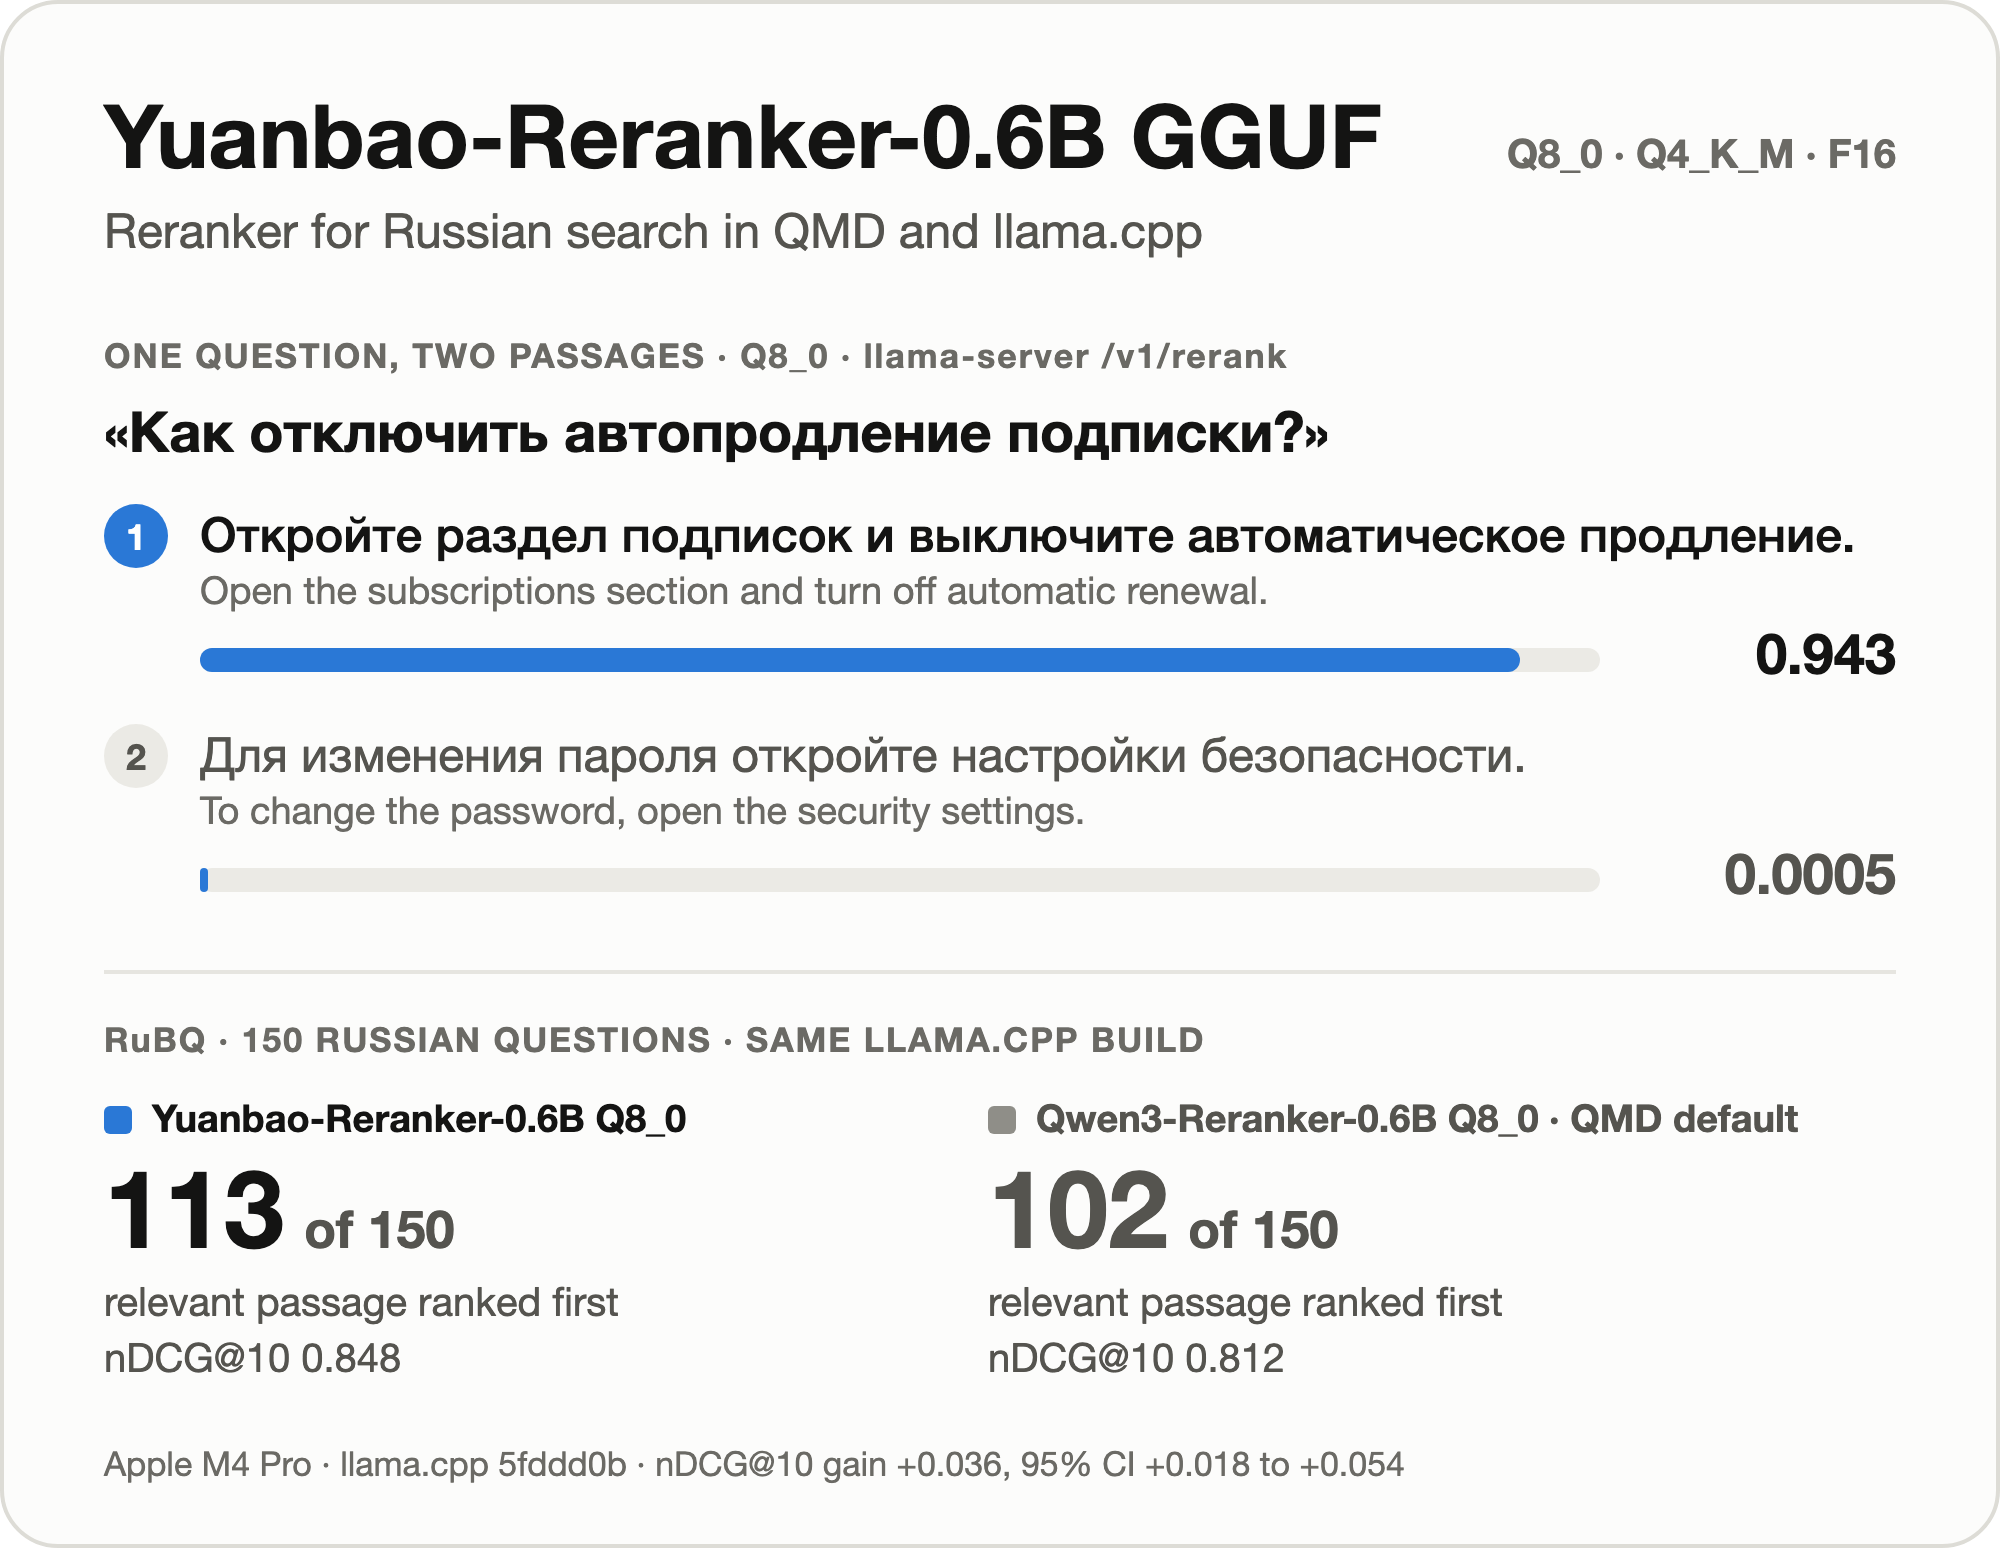 Yuanbao-Reranker-0.6B GGUF
Q8_0 · Q4_K_M · F16
Reranker for Russian search in QMD and llama.cpp
ONE QUESTION, TWO PASSAGES · Q8_0 · llama-server /v1/rerank
«Как отключить автопродление подписки?»
1
Откройте раздел подписок и выключите автоматическое продление.
Open the subscriptions section and turn off automatic renewal.
0.943
2
Для изменения пароля откройте настройки безопасности.
To change the password, open the security settings.
0.0005
RuBQ · 150 RUSSIAN QUESTIONS · SAME LLAMA.CPP BUILD
Yuanbao-Reranker-0.6B Q8_0
113 of 150
relevant passage ranked first
nDCG@10 0.848
Qwen3-Reranker-0.6B Q8_0 · QMD default
102 of 150
relevant passage ranked first
nDCG@10 0.812
Apple M4 Pro · llama.cpp 5fddd0b · nDCG@10 gain +0.036, 95% CI +0.018 to +0.054